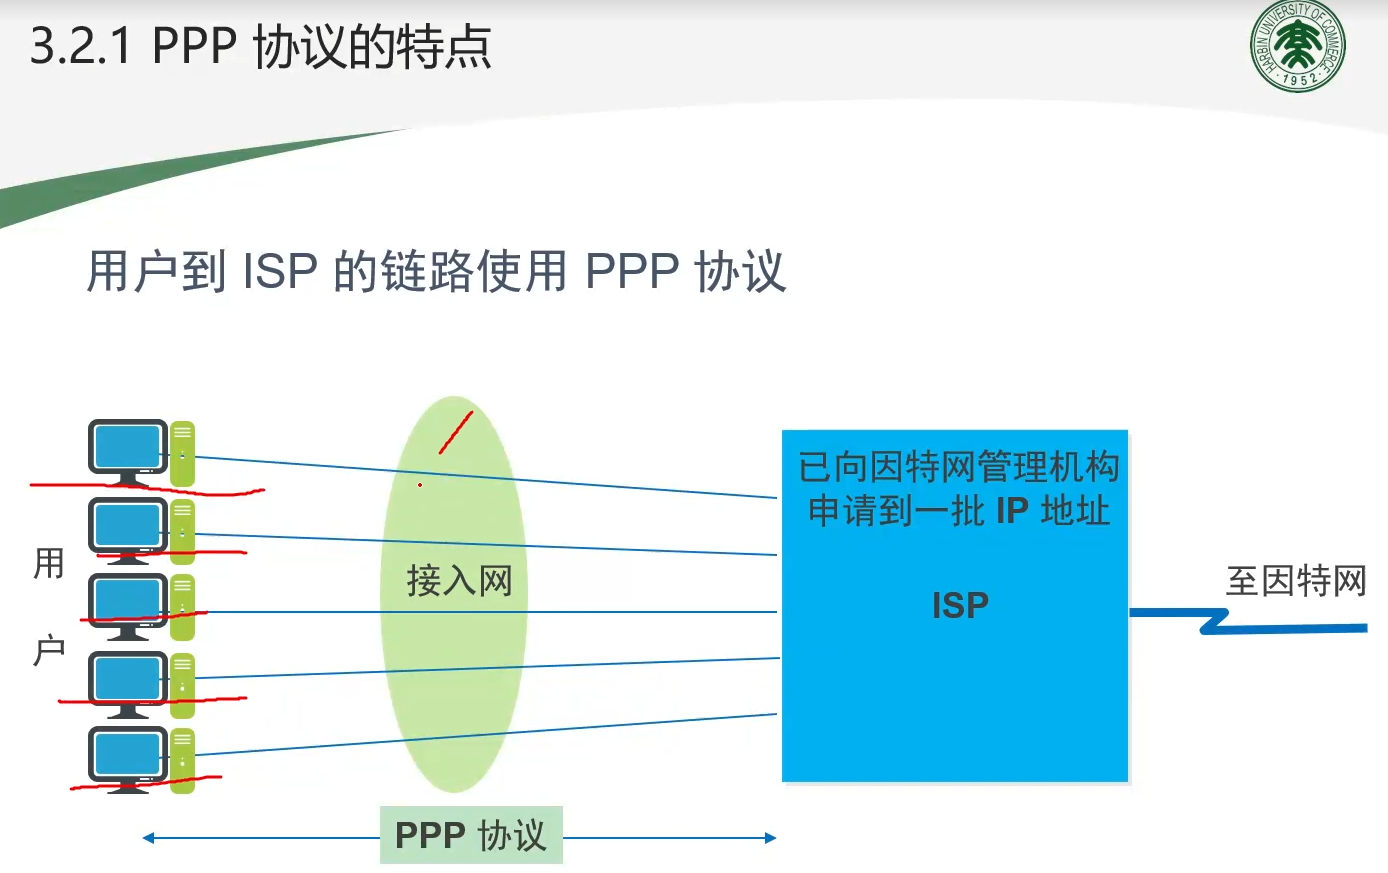 3.2.1 PPP 协议的特点
HARBIN UNIVERSITY OF COMMERCE
1952
用户到 ISP 的链路使用 PPP 协议
用
户
接入网
已向因特网管理机构
申请到一批 IP 地址
ISP
至因特网
PPP 协议